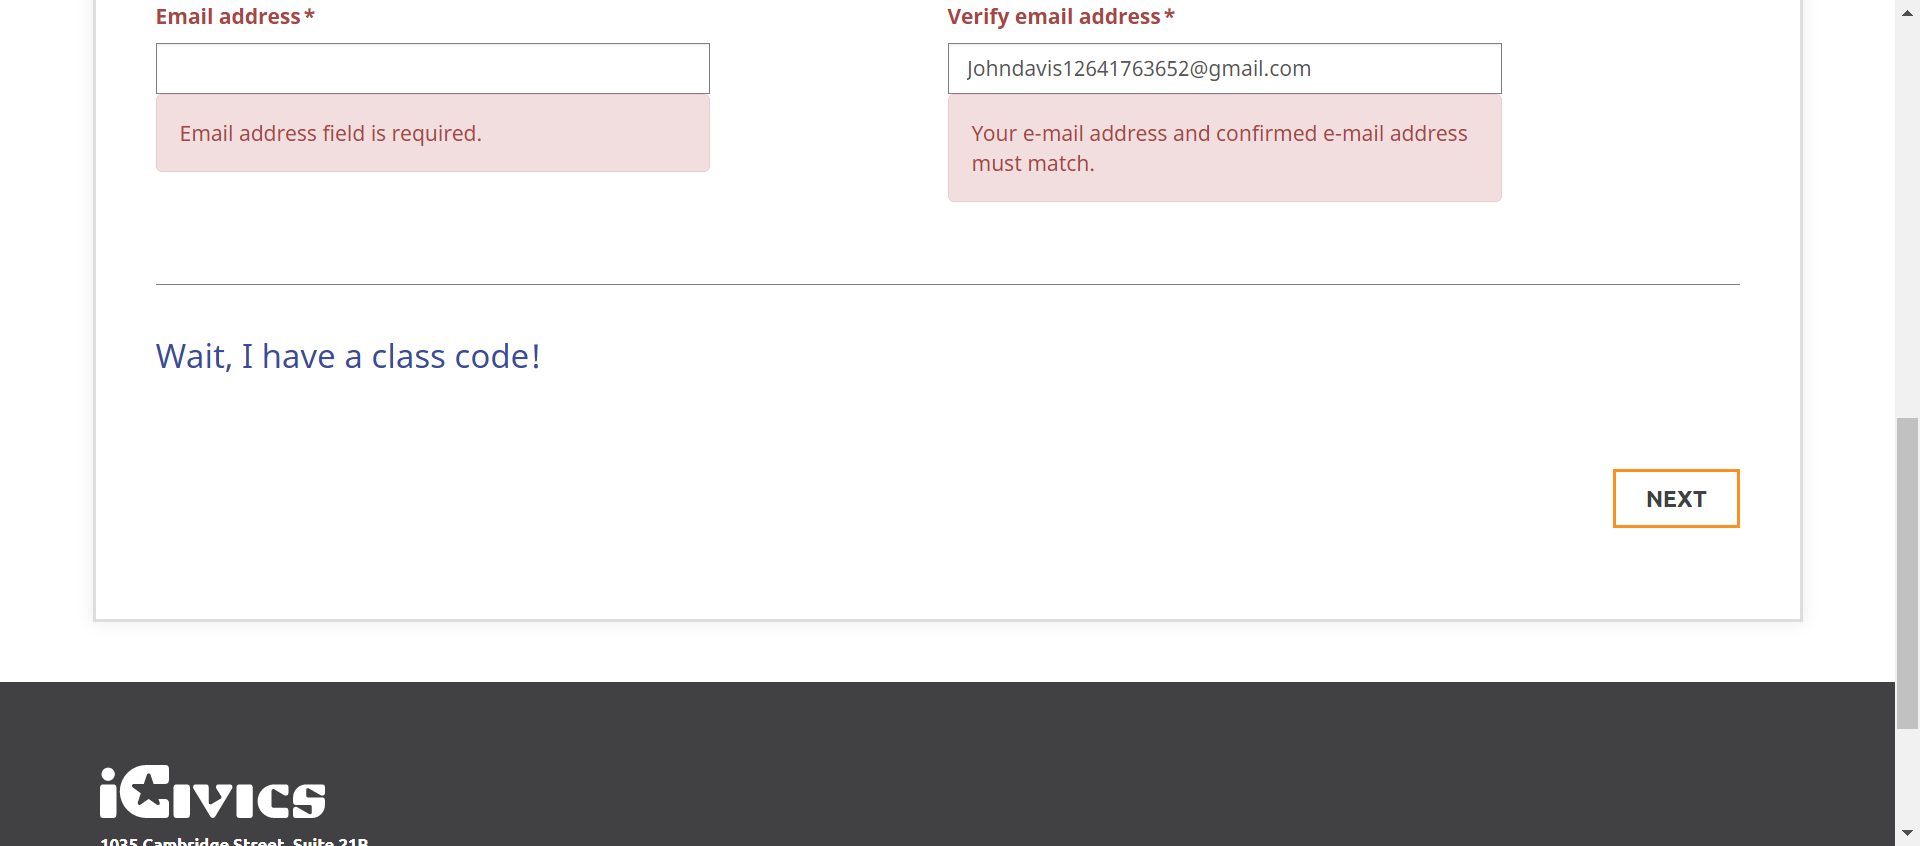 Email address*
Verify email address*
Johndavis12641763652@gmail.com
Email address field is required.
Your e-mail address and confirmed e-mail address
must match.
Wait, I have a class code!
NEXT
iCivics
1035 Cambridge Street, Suite 21B